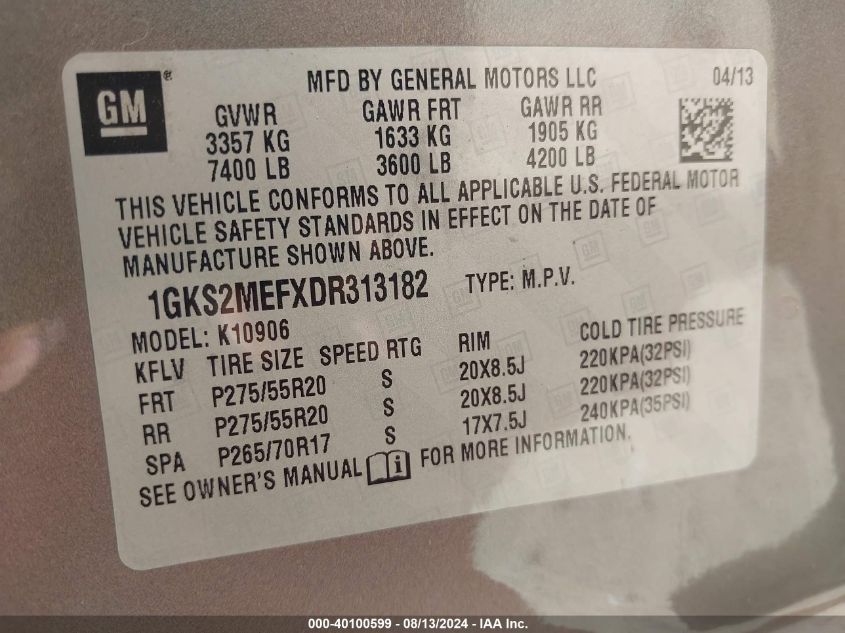 GM ® MFD BY GENERAL MOTORS LLC 04/13
GVWR GAWR FRT GAWR RR
3357 KG 1633 KG 1905 KG
7400 LB 3600 LB 4200 LB
THIS VEHICLE CONFORMS TO ALL APPLICABLE U.S. FEDERAL MOTOR
VEHICLE SAFETY STANDARDS IN EFFECT ON THE DATE OF
MANUFACTURE SHOWN ABOVE.
1GKS2MEFXDR313182 TYPE: M.P.V.
MODEL: K10906
KFLV TIRE SIZE SPEED RTG RIM COLD TIRE PRESSURE
FRT P275/55R20 S 20X8.5J 220KPA(32PSI)
RR P275/55R20 S 20X8.5J 220KPA(32PSI)
SPA P265/70R17 S 17X7.5J 240KPA(35PSI)
SEE OWNER'S MANUAL i FOR MORE INFORMATION.
000-40100599 - 08/13/2024 - IAA Inc.